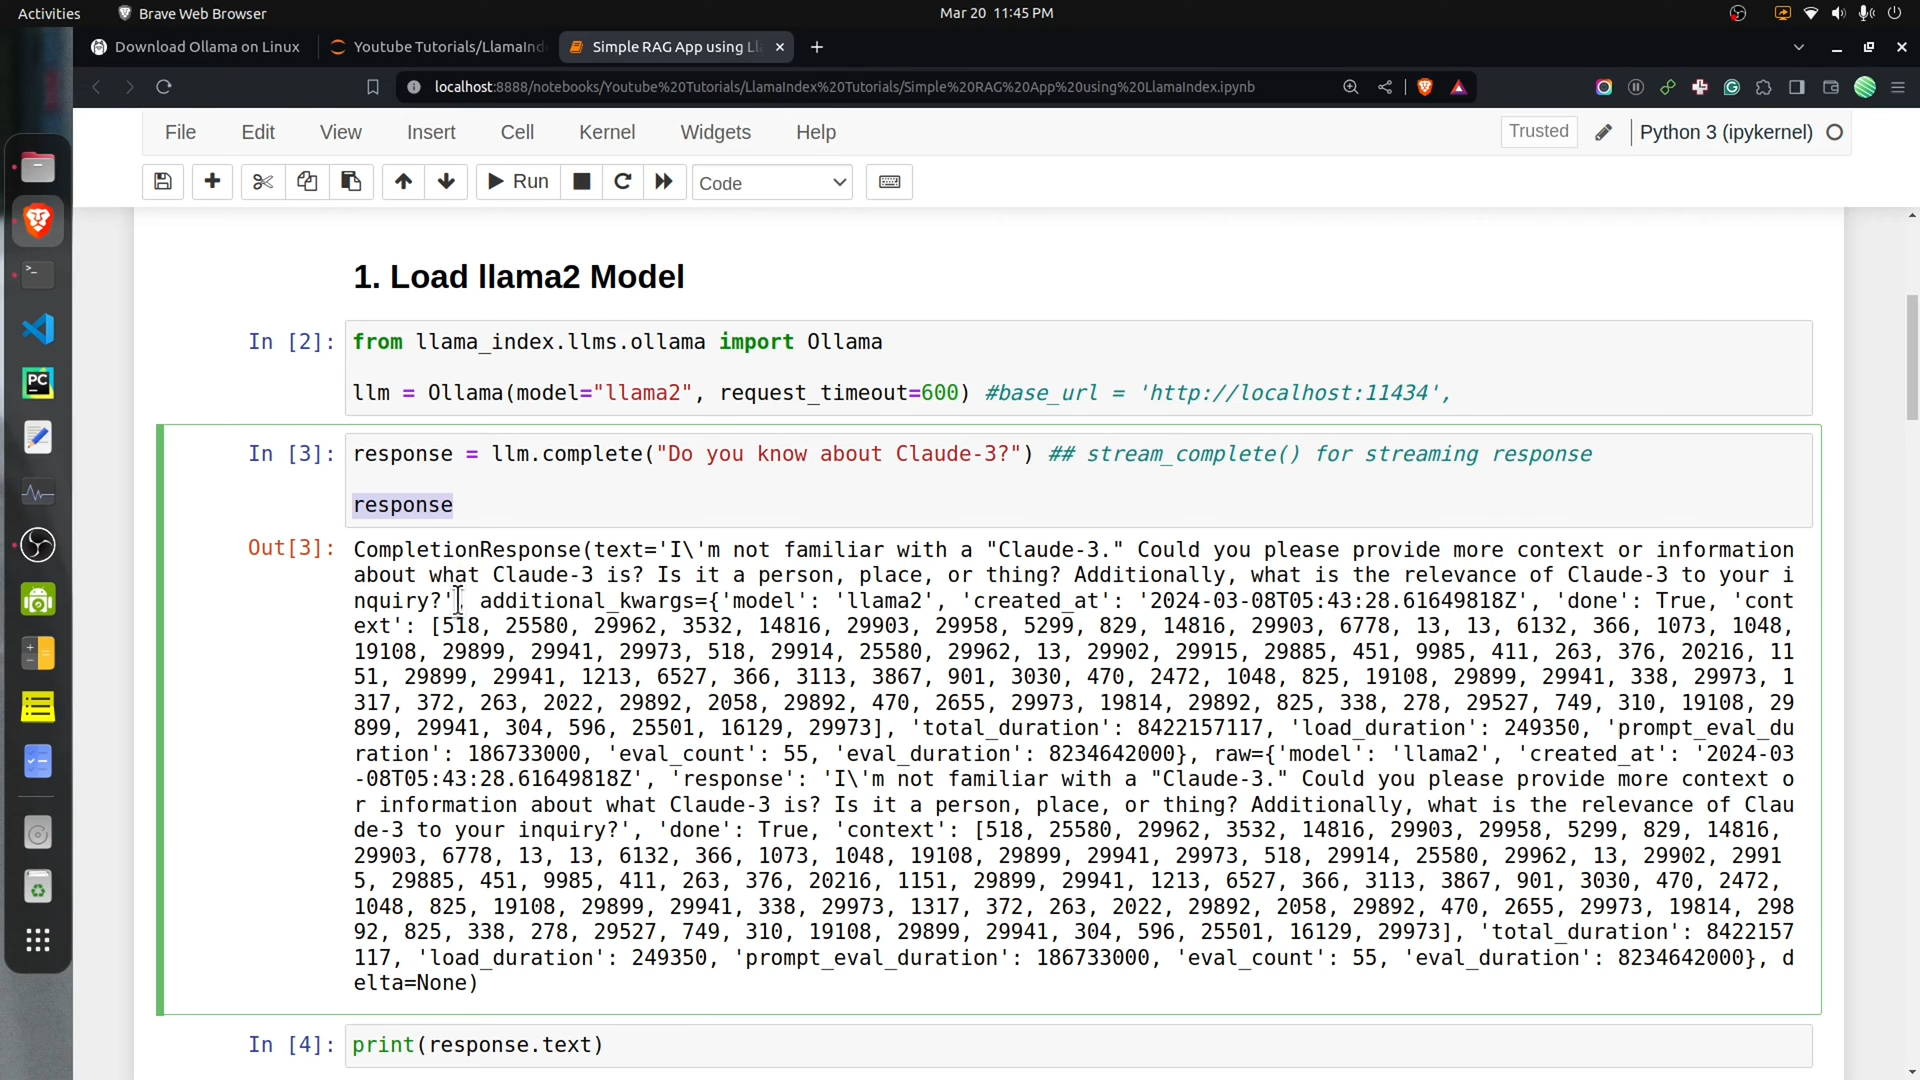 Activities Brave Web Browser Mar 20 11:45 PM
Download Ollama on Linux Youtube Tutorials/LlamaInd Simple RAG App using Ll
localhost:8888/notebooks/Youtube%20Tutorials/LlamaIndex%20Tutorials/Simple%20RAG%20App%20using%20LlamaIndex.ipynb
File Edit View Insert Cell Kernel Widgets Help Trusted Python 3 (ipykernel)
Run Code
1. Load llama2 Model
In [2]: from llama_index.llms.ollama import Ollama
llm = Ollama(model="llama2", request_timeout=600) #base_url = 'http://localhost:11434',
In [3]: response = llm.complete("Do you know about Claude-3?") ## stream_complete() for streaming response
response
Out[3]: CompletionResponse(text='I\'m not familiar with a "Claude-3." Could you please provide more context or information
about what Claude-3 is? Is it a person, place, or thing? Additionally, what is the relevance of Claude-3 to your i
nquiry?', additional_kwargs={'model': 'llama2', 'created_at': '2024-03-08T05:43:28.61649818Z', 'done': True, 'cont
ext': [518, 25580, 29962, 3532, 14816, 29903, 29958, 5299, 829, 14816, 29903, 6778, 13, 13, 6132, 366, 1073, 1048,
19108, 29899, 29941, 29973, 518, 29914, 25580, 29962, 13, 29902, 29915, 29885, 451, 9985, 411, 263, 376, 20216, 11
51, 29899, 29941, 1213, 6527, 366, 3113, 3867, 901, 3030, 470, 2472, 1048, 825, 19108, 29899, 29941, 338, 29973, 1
317, 372, 263, 2022, 29892, 2058, 29892, 470, 2655, 29973, 19814, 29892, 825, 338, 278, 29527, 749, 310, 19108, 29
899, 29941, 304, 596, 25501, 16129, 29973], 'total_duration': 8422157117, 'load_duration': 249350, 'prompt_eval_du
ration': 186733000, 'eval_count': 55, 'eval_duration': 8234642000}, raw={'model': 'llama2', 'created_at': '2024-03
-08T05:43:28.61649818Z', 'response': 'I\'m not familiar with a "Claude-3." Could you please provide more context o
r information about what Claude-3 is? Is it a person, place, or thing? Additionally, what is the relevance of Clau
de-3 to your inquiry?', 'done': True, 'context': [518, 25580, 29962, 3532, 14816, 29903, 29958, 5299, 829, 14816,
29903, 6778, 13, 13, 6132, 366, 1073, 1048, 19108, 29899, 29941, 29973, 518, 29914, 25580, 29962, 13, 29902, 2991
5, 29885, 451, 9985, 411, 263, 376, 20216, 1151, 29899, 29941, 1213, 6527, 366, 3113, 3867, 901, 3030, 470, 2472,
1048, 825, 19108, 29899, 29941, 338, 29973, 1317, 372, 263, 2022, 29892, 2058, 29892, 470, 2655, 29973, 19814, 298
92, 825, 338, 278, 29527, 749, 310, 19108, 29899, 29941, 304, 596, 25501, 16129, 29973], 'total_duration': 8422157
117, 'load_duration': 249350, 'prompt_eval_duration': 186733000, 'eval_count': 55, 'eval_duration': 8234642000}, d
elta=None)
In [4]: print(response.text)